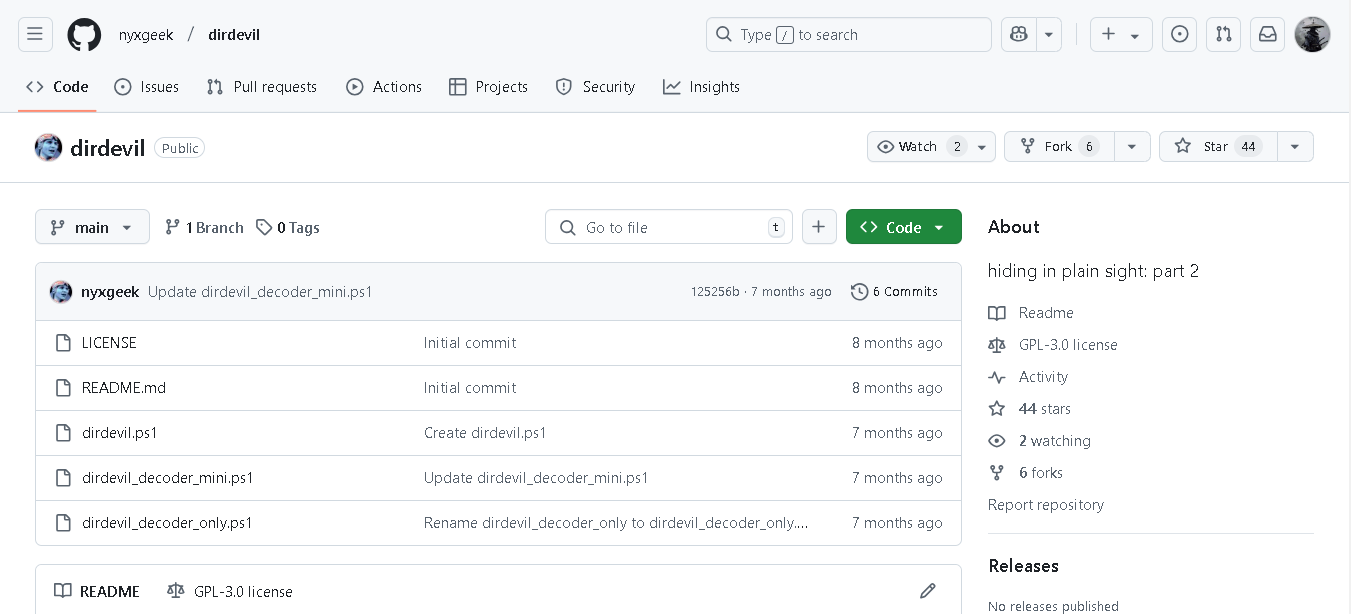 nyxgeek / dirdevil
Type / to search
Code Issues Pull requests Actions Projects Security Insights
dirdevil Public
Watch 2 Fork 6 Star 44
main 1 Branch 0 Tags Go to file t Code
nyxgeek Update dirdevil_decoder_mini.ps1 125256b · 7 months ago 6 Commits
LICENSE Initial commit 8 months ago
README.md Initial commit 8 months ago
dirdevil.ps1 Create dirdevil.ps1 7 months ago
dirdevil_decoder_mini.ps1 Update dirdevil_decoder_mini.ps1 7 months ago
dirdevil_decoder_only.ps1 Rename dirdevil_decoder_only to dirdevil_decoder_only.... 7 months ago
README GPL-3.0 license
About
hiding in plain sight: part 2
Readme
GPL-3.0 license
Activity
44 stars
2 watching
6 forks
Report repository
Releases
No releases published